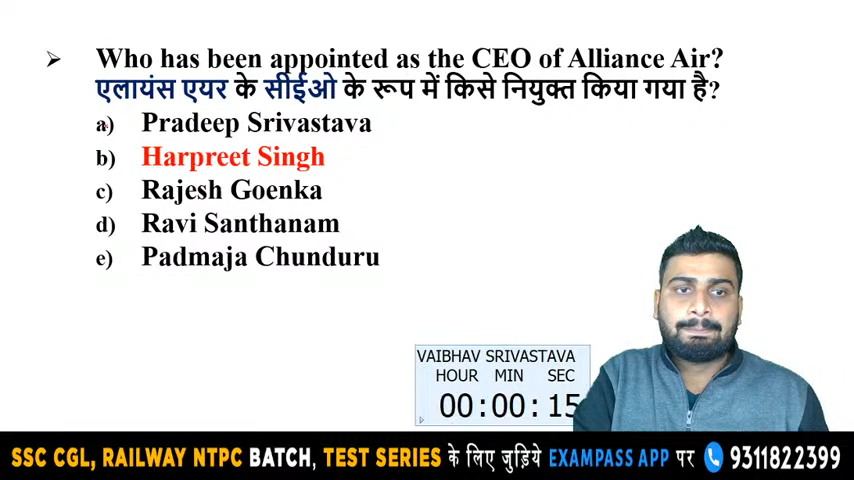 ➢ Who has been appointed as the CEO of Alliance Air?
एलायंस एयर के सीईओ के रूप में किसे नियुक्त किया गया है?
a) Pradeep Srivastava
b) Harpreet Singh
c) Rajesh Goenka
d) Ravi Santhanam
e) Padmaja Chunduru
VAIBHAV SRIVASTAVA
HOUR MIN SEC
00:00:15
SSC CGL, RAILWAY NTPC BATCH, TEST SERIES के लिए जुड़िये EXAMPASS APP पर 9311822399